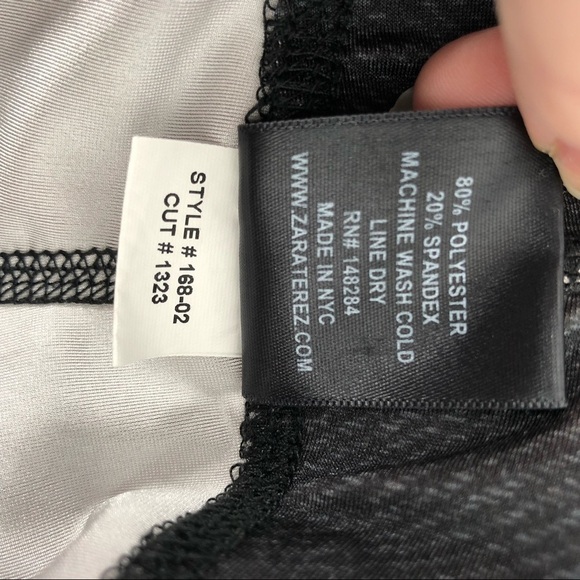 STYLE # 168-02
CUT # 1323
80% POLYESTER
20% SPANDEX
MACHINE WASH COLD
LINE DRY
RN# 148284
MADE IN NYC
WWW.ZARATEREZ.COM